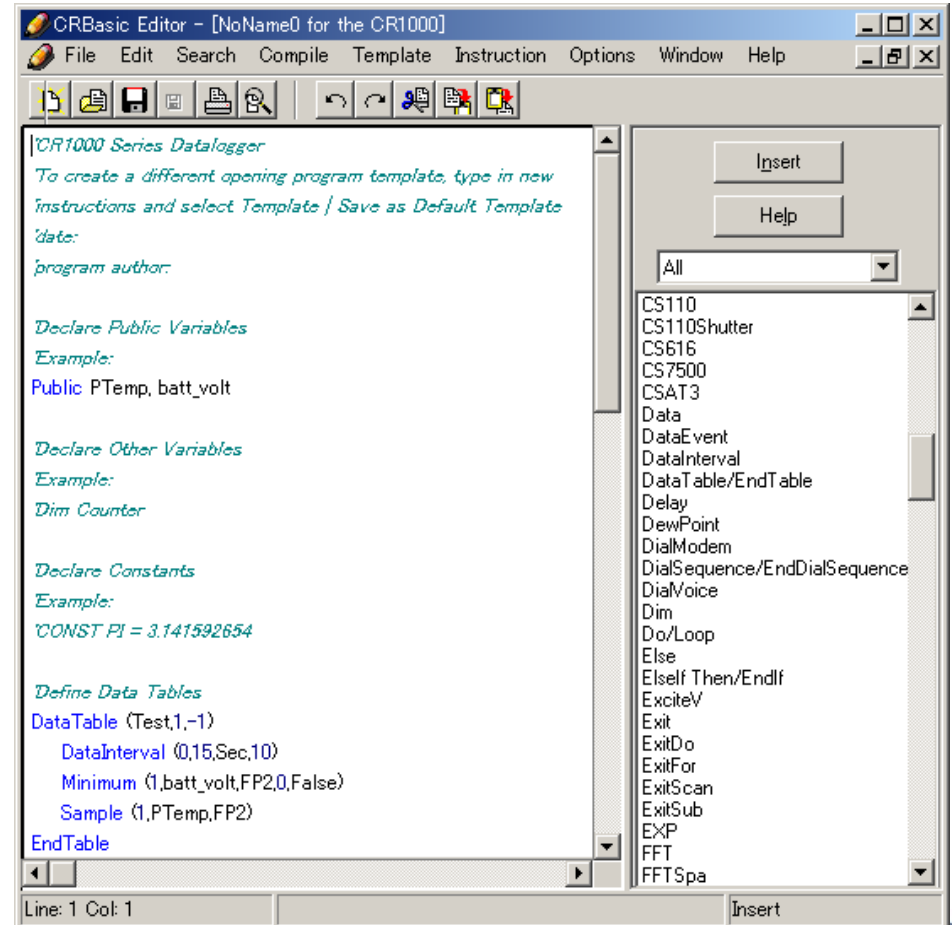 CRBasic Editor - [NoName0 for the CR1000]
File Edit Search Compile Template Instruction Options Window Help
'CR1000 Series Datalogger
'To create a different opening program template, type in new
'instructions and select Template | Save as Default Template
'date:
'program author:
'Declare Public Variables
'Example:
Public PTemp, batt_volt
'Declare Other Variables
'Example:
'Dim Counter
'Declare Constants
'Example:
'CONST PI = 3.141592654
'Define Data Tables
DataTable (Test,1,-1)
DataInterval (0,15,Sec,10)
Minimum (1,batt_volt,FP2,0,False)
Sample (1,PTemp,FP2)
EndTable
Insert
Help
All
CS110
CS110Shutter
CS616
CS7500
CSAT3
Data
DataEvent
DataInterval
DataTable/EndTable
Delay
DewPoint
DialModem
DialSequence/EndDialSequence
DialVoice
Dim
Do/Loop
Else
ElseIf Then/EndIf
ExciteV
Exit
ExitDo
ExitFor
ExitScan
ExitSub
EXP
FFT
FFTSpa
Line: 1 Col: 1
Insert